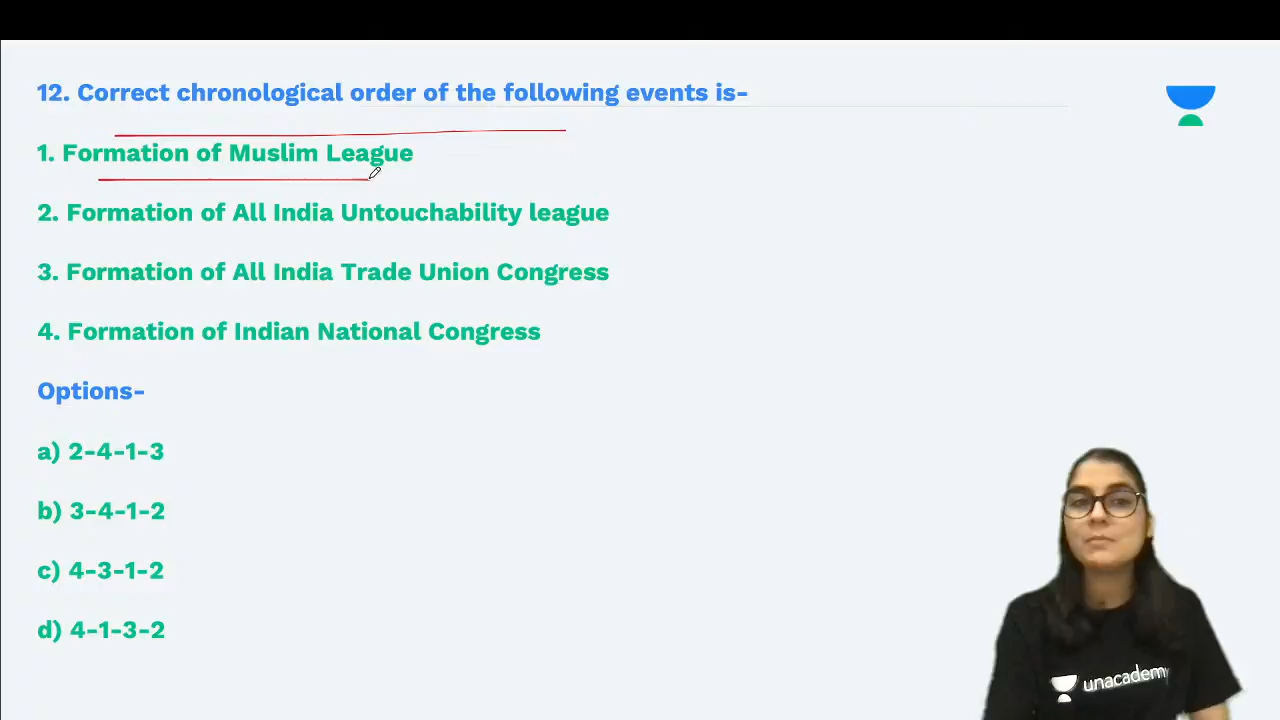 12. Correct chronological order of the following events is-
1. Formation of Muslim League
2. Formation of All India Untouchability league
3. Formation of All India Trade Union Congress
4. Formation of Indian National Congress
Options-
a) 2-4-1-3
b) 3-4-1-2
c) 4-3-1-2
d) 4-1-3-2
unacademy